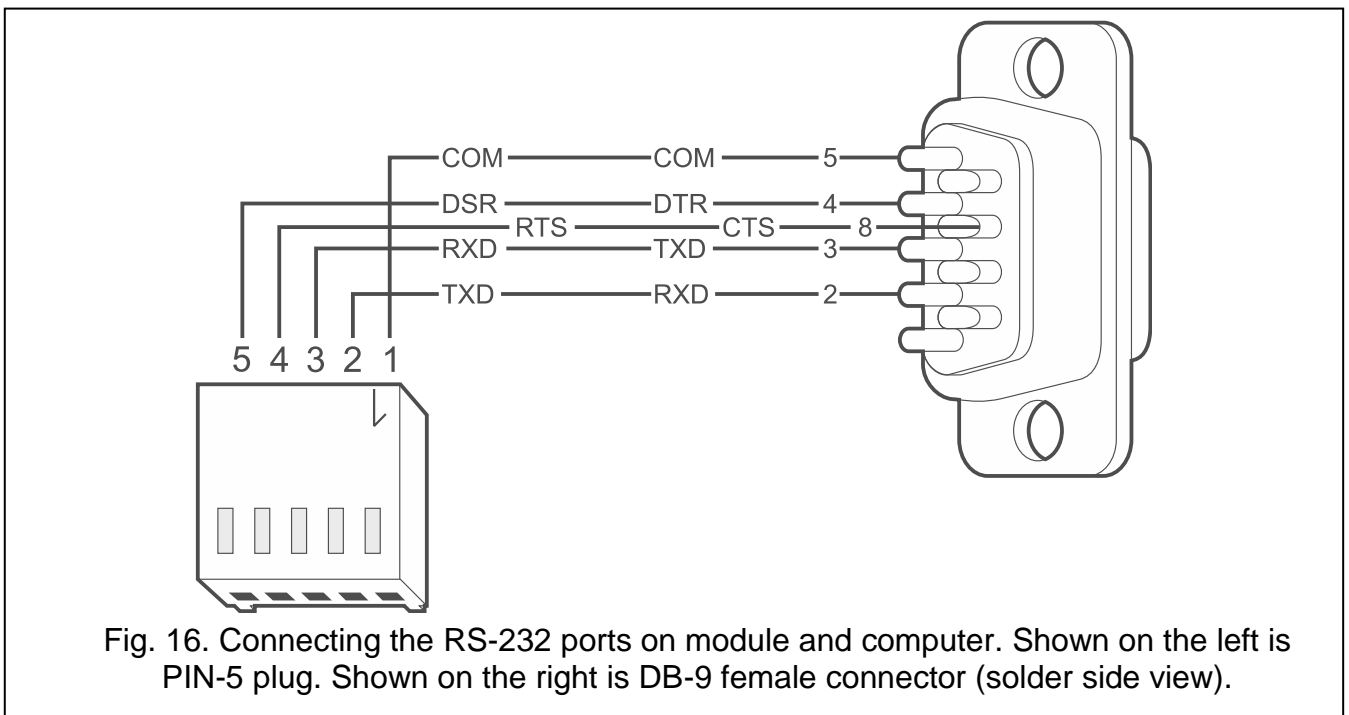 COM COM 5
DSR DTR 4
RTS CTS 8
RXD TXD 3
TXD RXD 2
5 4 3 2 1
Fig. 16. Connecting the RS-232 ports on module and computer. Shown on the left is
PIN-5 plug. Shown on the right is DB-9 female connector (solder side view).